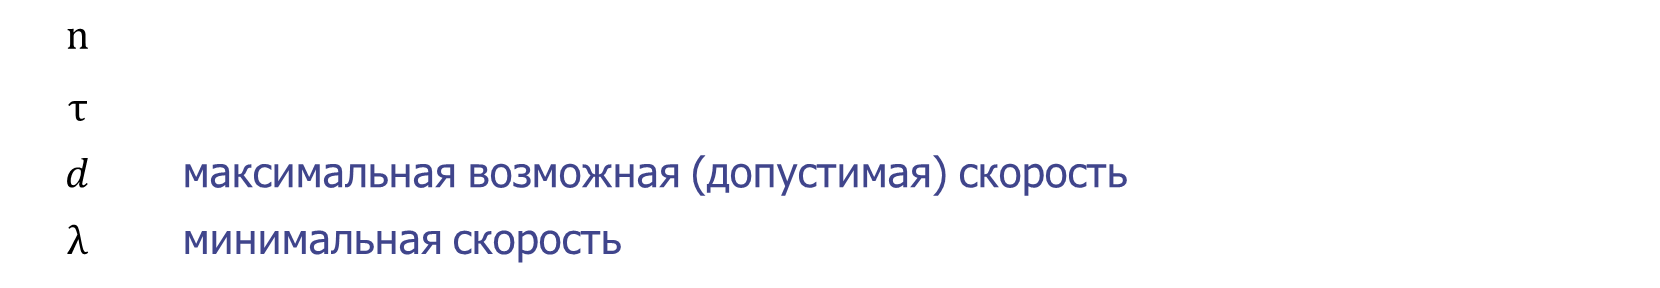 n
τ
d максимальная возможная (допустимая) скорость
λ минимальная скорость